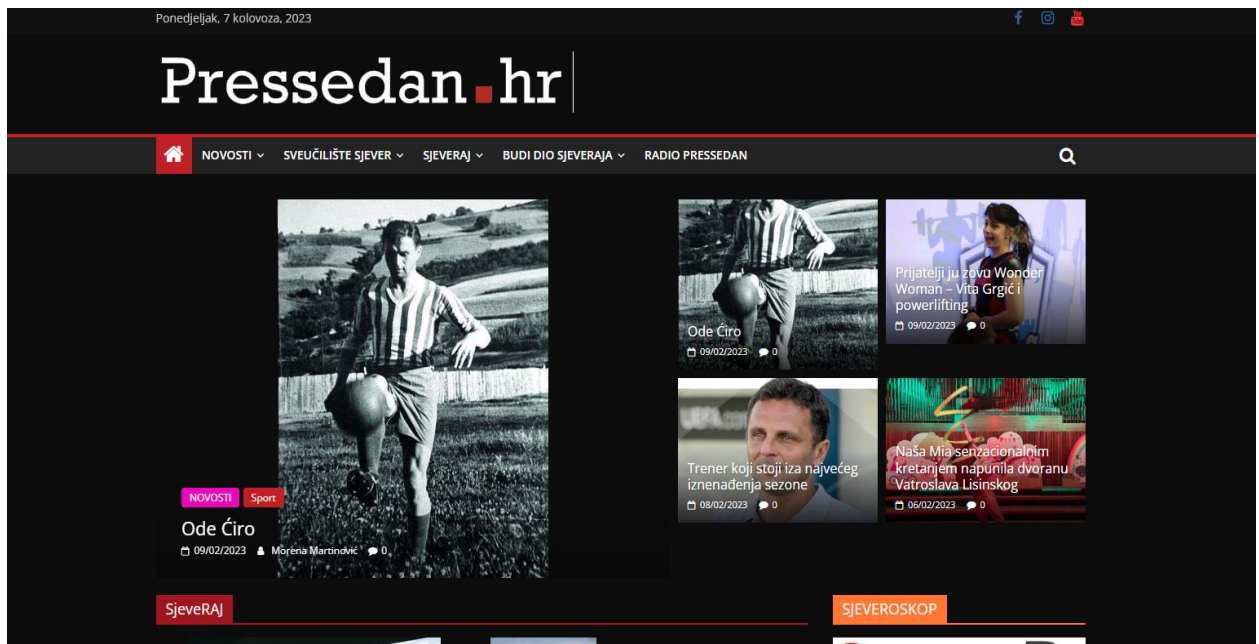 Ponedjeljak, 7 kolovoza, 2023
Pressedan.hr
NOVOSTI
SVEUČILIŠTE SJEVER
SJEVERAJ
BUDI DIO SJEVERAJA
RADIO PRESSEDAN
NOVOSTI
Sport
Ode Ćiro
09/02/2023 Morena Martinović 0
Ode Ćiro
09/02/2023 0
Prijatelji ju zovu Wonder
Woman – Vita Grgić i
powerlifting
09/02/2023 0
Trener koji stoji iza najvećeg
iznenađenja sezone
08/02/2023 0
Naša Mia senzacionalnim
kretanjem napunila dvoranu
Vatroslava Lisinskog
06/02/2023 0
SjeveRAJ
SJEVEROSKOP